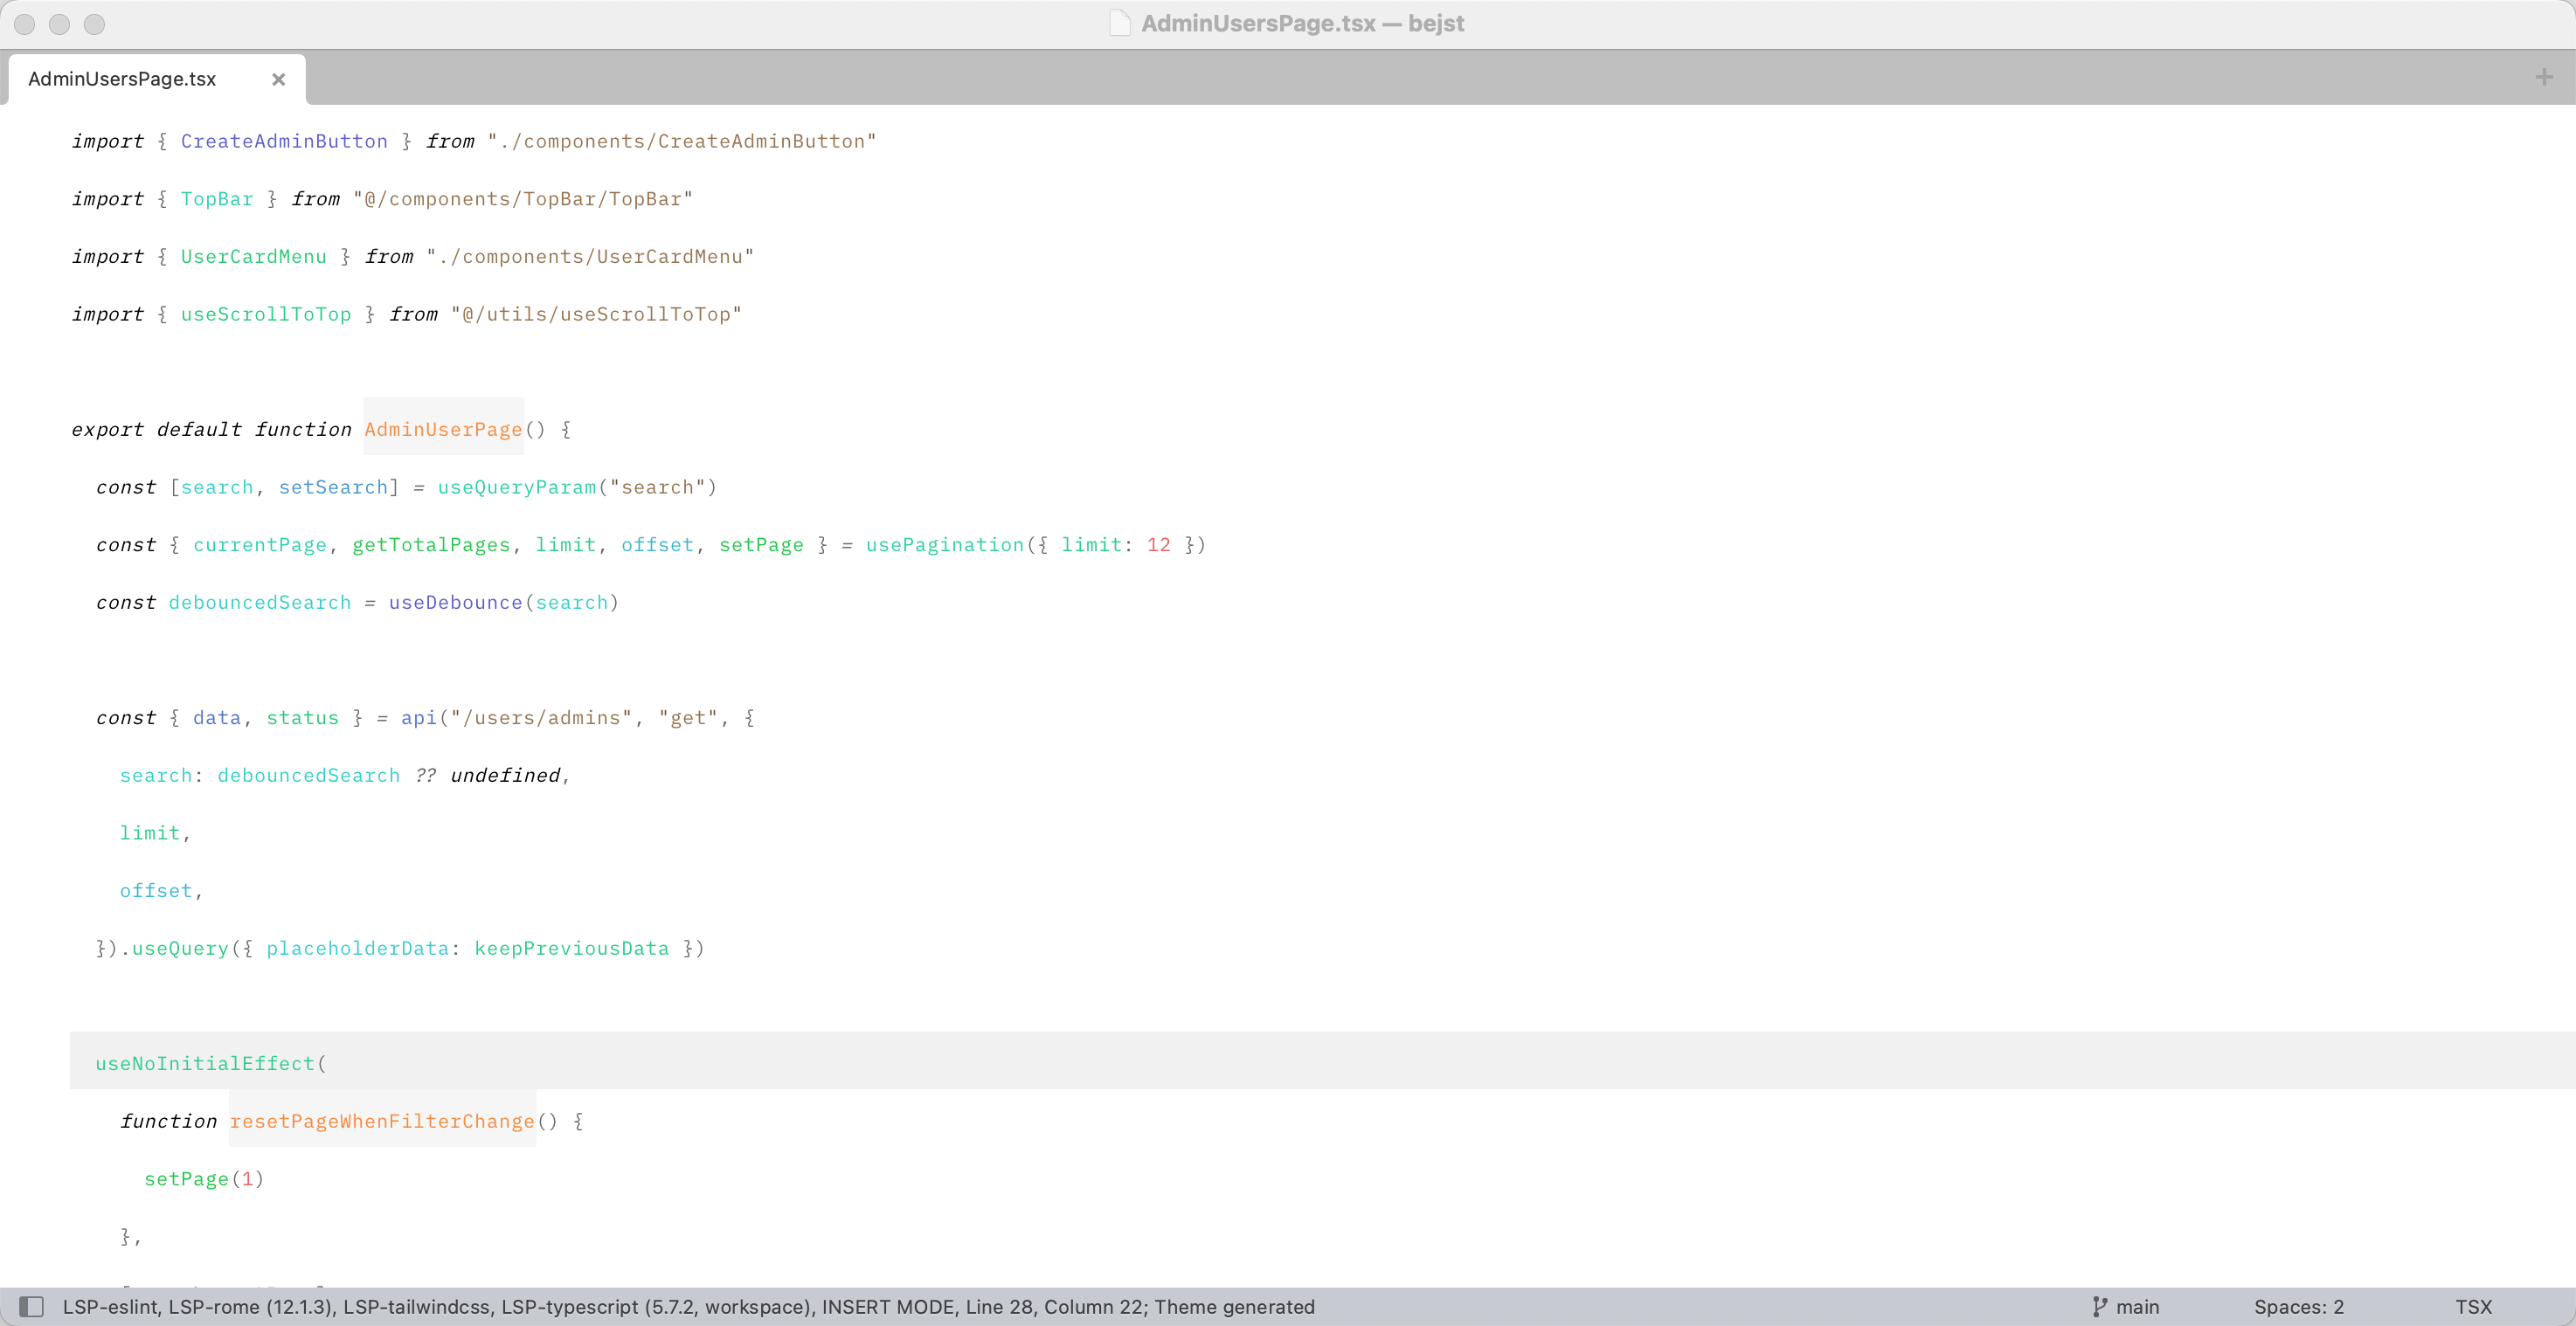 AdminUsersPage.tsx — bejst
AdminUsersPage.tsx
import { CreateAdminButton } from "./components/CreateAdminButton"
import { TopBar } from "@/components/TopBar/TopBar"
import { UserCardMenu } from "./components/UserCardMenu"
import { useScrollToTop } from "@/utils/useScrollToTop"
export default function AdminUserPage() {
const [search, setSearch] = useQueryParam("search")
const { currentPage, getTotalPages, limit, offset, setPage } = usePagination({ limit: 12 })
const debouncedSearch = useDebounce(search)
const { data, status } = api("/users/admins", "get", {
search: debouncedSearch ?? undefined,
limit,
offset,
}).useQuery({ placeholderData: keepPreviousData })
useNoInitialEffect(
function resetPageWhenFilterChange() {
setPage(1)
},
LSP-eslint, LSP-rome (12.1.3), LSP-tailwindcss, LSP-typescript (5.7.2, workspace), INSERT MODE, Line 28, Column 22; Theme generated
main
Spaces: 2
TSX